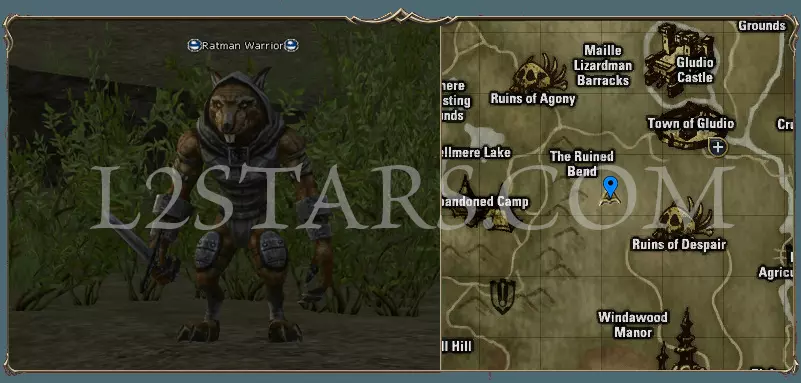 Ratman Warrior
L2STARS.COM
Grounds
Maille
Lizardman
Barracks
Gludio
Castle
Ruins of Agony
Town of Gludio
ellmere Lake
The Ruined
Bend
andoned Camp
Ruins of Despair
Agricu
Windawood
Manor
ll Hill